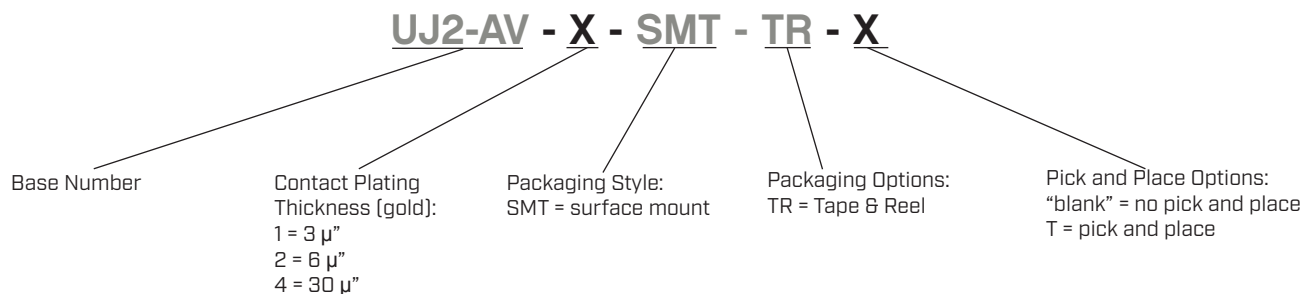 UJ2-AV - X - SMT - TR - X
Base Number
Contact Plating
Thickness (gold):
1 = 3 µ”
2 = 6 µ”
4 = 30 µ”
Packaging Style:
SMT = surface mount
Packaging Options:
TR = Tape & Reel
Pick and Place Options:
“blank” = no pick and place
T = pick and place